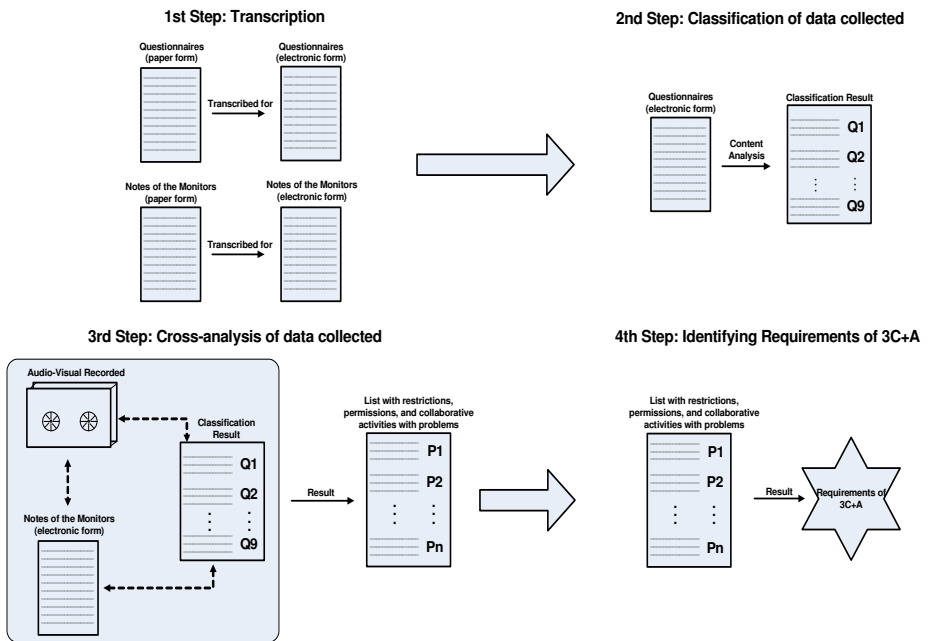 1st Step: Transcription
Questionnaires
(paper form)
Transcribed for
Questionnaires
(electronic form)
Notes of the Monitors
(paper form)
Transcribed for
Notes of the Monitors
(electronic form)
2nd Step: Classification of data collected
Questionnaires
(electronic form)
Content
Analysis
Classification Result
Q1
Q2
Q9
3rd Step: Cross-analysis of data collected
Audio-Visual Recorded
Classification
Result
Q1
Q2
Q9
Notes of the Monitors
(electronic form)
Result
List with restrictions,
permissions, and collaborative
activities with problems
P1
P2
Pn
4th Step: Identifying Requirements of 3C+A
List with restrictions,
permissions, and collaborative
activities with problems
P1
P2
Pn
Result
Requirements of
3C+A